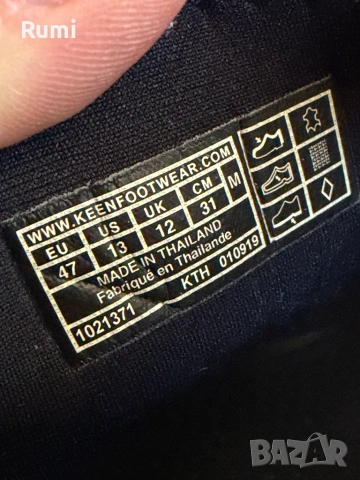 Rumi
WWW.KEENFOOTWEAR.COM
EU US UK CM M
47 13 12 31
MADE IN THAILAND
Fabriqué en Thailande
1021371 KTH 010919
BAZAR